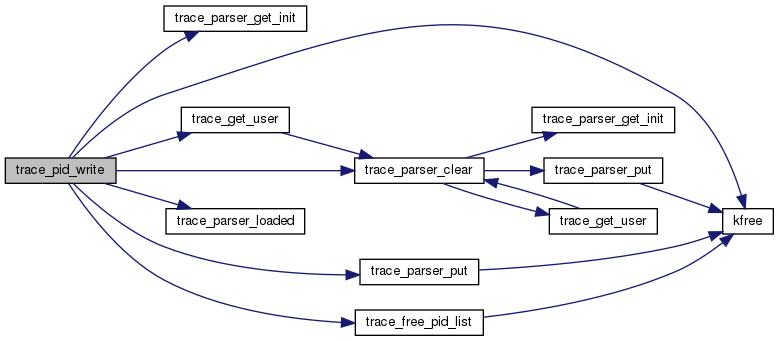 trace_parser_get_init
trace_get_user
trace_parser_get_init
trace_pid_write
trace_parser_clear
trace_parser_put
trace_parser_loaded
trace_get_user
kfree
trace_parser_put
trace_free_pid_list